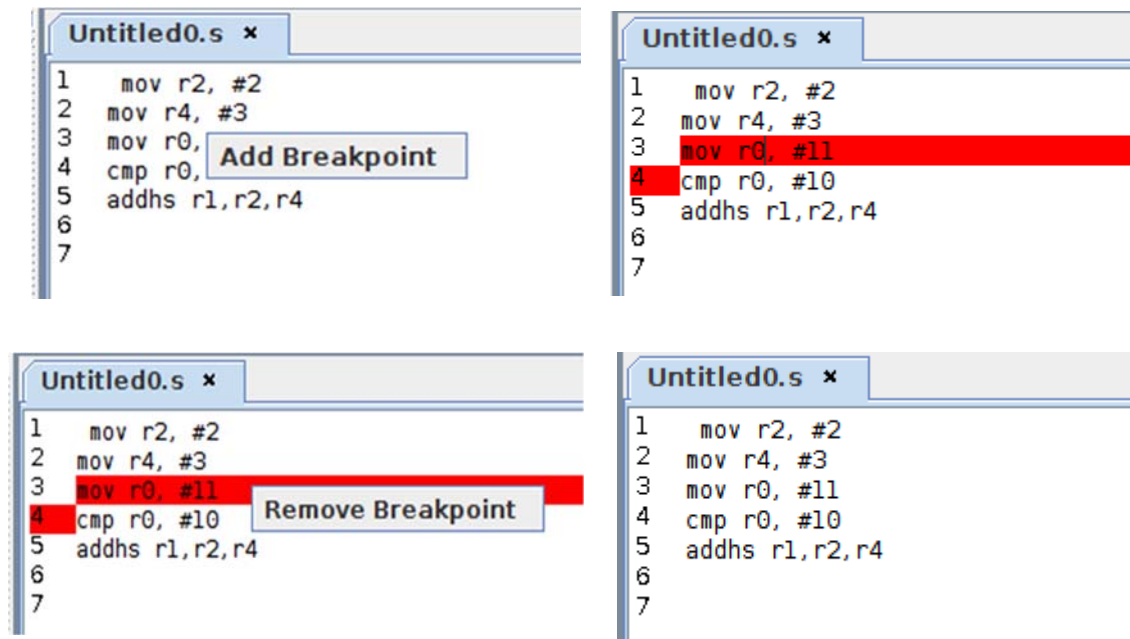 Untitled0.s ×
1 mov r2, #2
2 mov r4, #3
3 mov r0,
4 cmp r0,
Add Breakpoint
5 addhs r1,r2,r4
6
7
Untitled0.s ×
1 mov r2, #2
2 mov r4, #3
3 mov r0, #11
4 cmp r0, #10
5 addhs r1,r2,r4
6
7
Untitled0.s ×
1 mov r2, #2
2 mov r4, #3
3 mov r0, #11
4 cmp r0, #10
Remove Breakpoint
5 addhs r1,r2,r4
6
7
Untitled0.s ×
1 mov r2, #2
2 mov r4, #3
3 mov r0, #11
4 cmp r0, #10
5 addhs r1,r2,r4
6
7